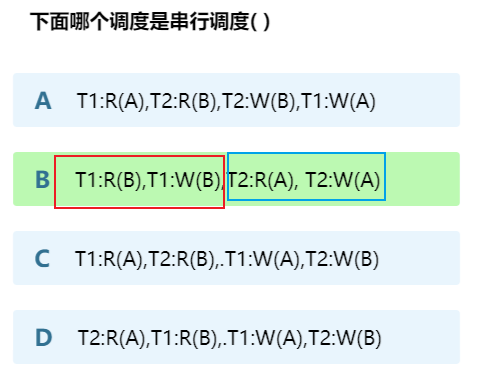 下面哪个调度是串行调度( )
A T1:R(A),T2:R(B),T2:W(B),T1:W(A)
B T1:R(B),T1:W(B),T2:R(A), T2:W(A)
C T1:R(A),T2:R(B),.T1:W(A),T2:W(B)
D T2:R(A),T1:R(B),.T1:W(A),T2:W(B)